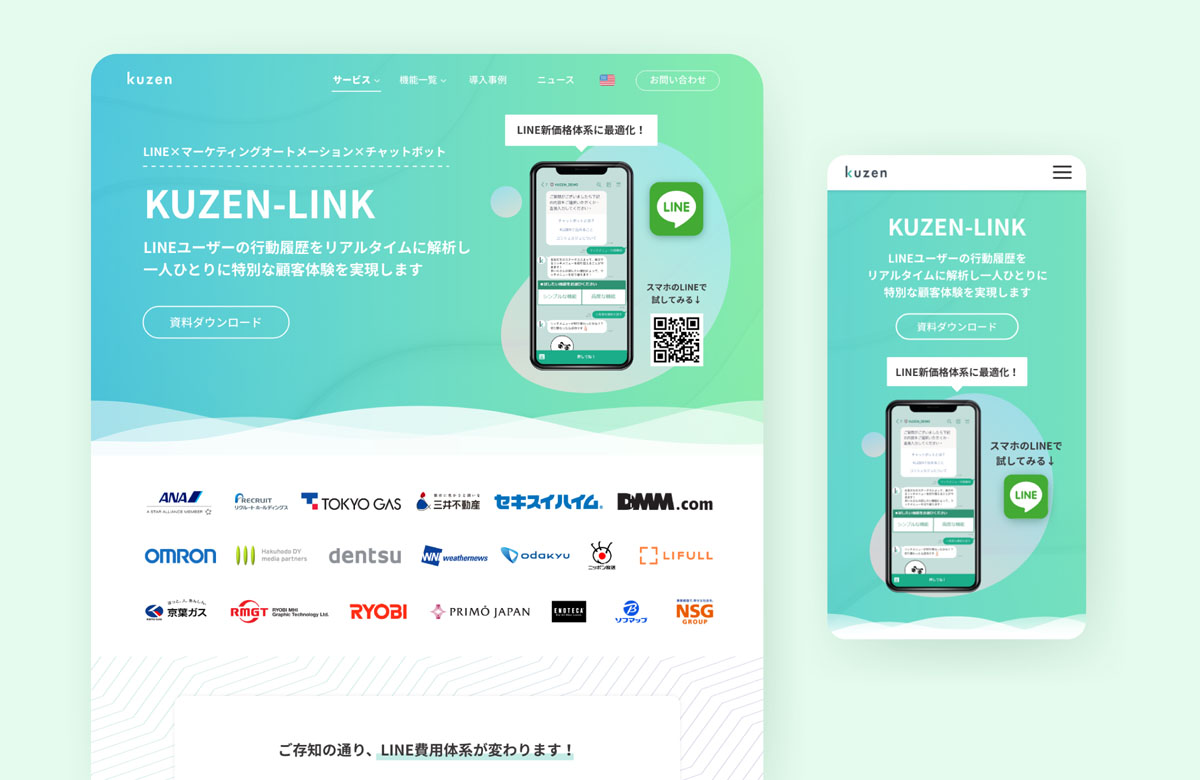 kuzen
サービス
機能一覧
導入事例
ニュース
お問い合わせ
LINE新価格体系に最適化！
LINE×マーケティングオートメーション×チャットボット
KUZEN-LINK
LINEユーザーの行動履歴をリアルタイムに解析し
一人ひとりに特別な顧客体験を実現します
資料ダウンロード
KUZEN_DEMO
シンプルな機能
高度な機能
押してね！
LINE
スマホのLINEで
試してみる↓
ANA
A STAR ALLIANCE MEMBER
RECRUIT
リクルート ホールディングス
TOKYO GAS
三井不動産
セキスイハイム
DMM.com
OMRON
Hakuhodo DY
media partners
dentsu
WN weathernews
odakyu
ニッポン放送
LIFULL
京葉ガス
RMGT
RYOBI MHI
Graphic Technology Ltd.
RYOBI
PRIMO JAPAN
ENOTECA
ソフマップ
NSG
GROUP
ご存知の通り、LINE費用体系が変わります！
kuzen
KUZEN-LINK
LINEユーザーの行動履歴を
リアルタイムに解析し一人ひとりに
特別な顧客体験を実現します
資料ダウンロード
LINE新価格体系に最適化！
シンプルな機能
高度な機能
押してね！
スマホのLINEで
試してみる↓
LINE